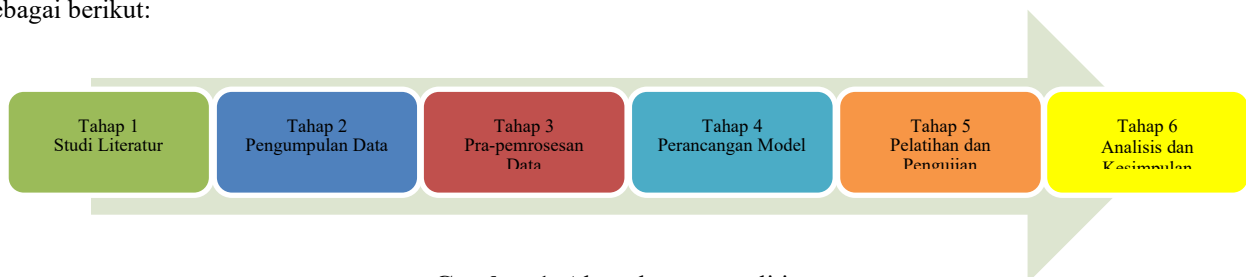 ebagai berikut:
Tahap 1
Studi Literatur
Tahap 2
Pengumpulan Data
Tahap 3
Pra-pemrosesan
Data
Tahap 4
Perancangan Model
Tahap 5
Pelatihan dan
Pengujian
Tahap 6
Analisis dan
Kesimpulan